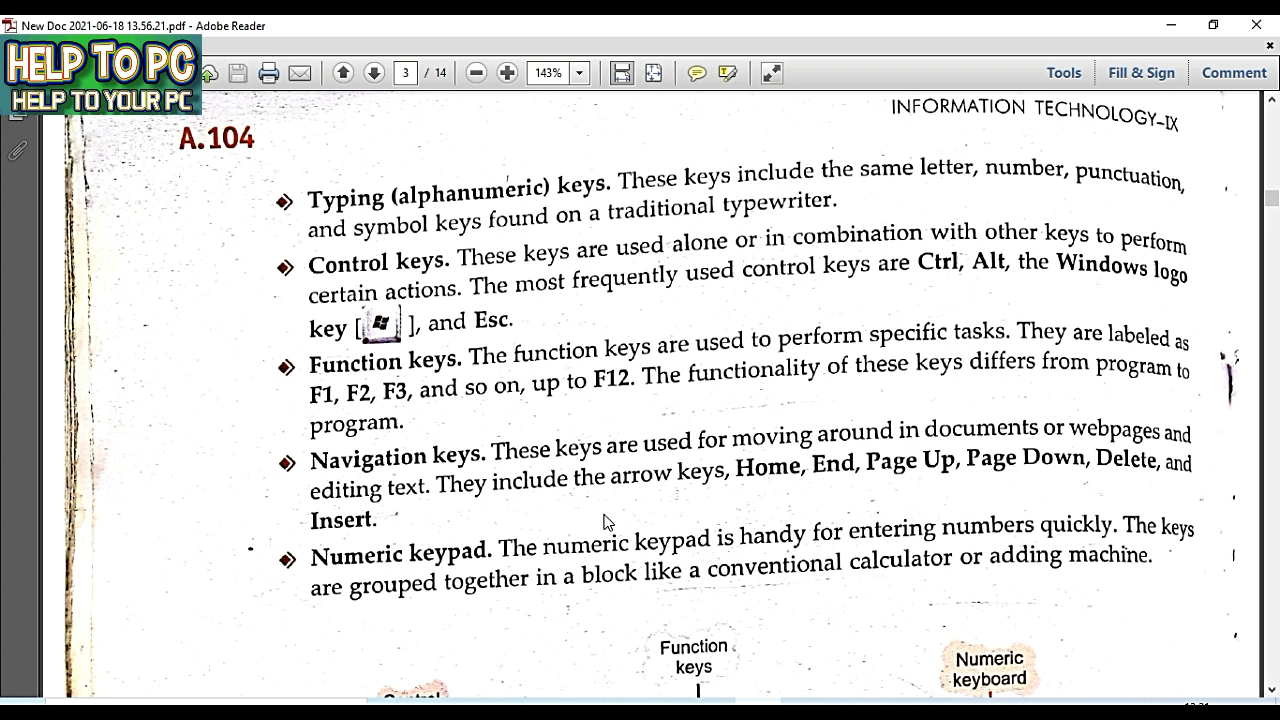 New Doc 2021-06-18 13.56.21.pdf - Adobe Reader
HELP TO PC
HELP TO YOUR PC
3 / 14
143%
Tools
Fill & Sign
Comment
INFORMATION TECHNOLOGY–IX
A.104
Typing (alphanumeric) keys. These keys include the same letter, number, punctuation,
and symbol keys found on a traditional typewriter.
Control keys. These keys are used alone or in combination with other keys to perform
certain actions. The most frequently used control keys are Ctrl, Alt, the Windows logo
key [ ], and Esc.
Function keys. The function keys are used to perform specific tasks. They are labeled as
F1, F2, F3, and so on, up to F12. The functionality of these keys differs from program to
program.
Navigation keys. These keys are used for moving around in documents or webpages and
editing text. They include the arrow keys, Home, End, Page Up, Page Down, Delete, and
Insert.
Numeric keypad. The numeric keypad is handy for entering numbers quickly. The keys
are grouped together in a block like a conventional calculator or adding machine.
Function
keys
Numeric
keyboard